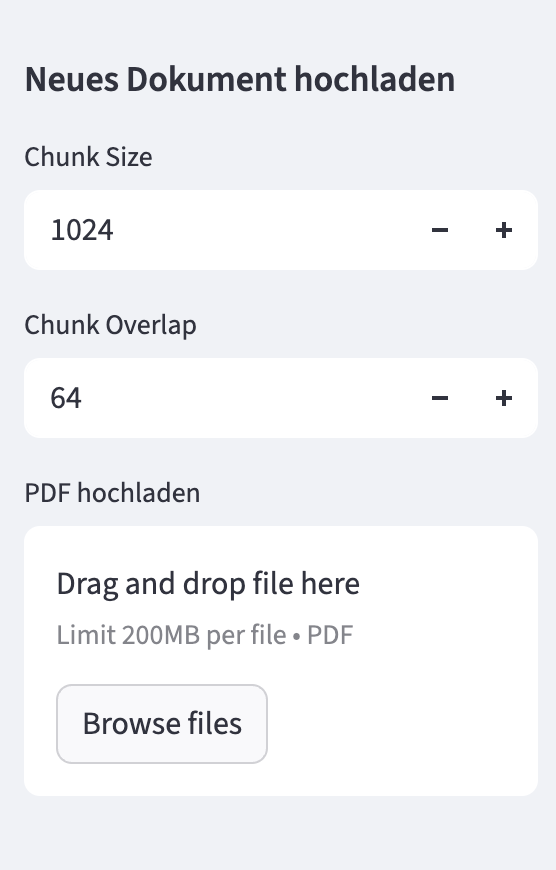 Neues Dokument hochladen
Chunk Size
1024
Chunk Overlap
64
PDF hochladen
Drag and drop file here
Limit 200MB per file • PDF
Browse files